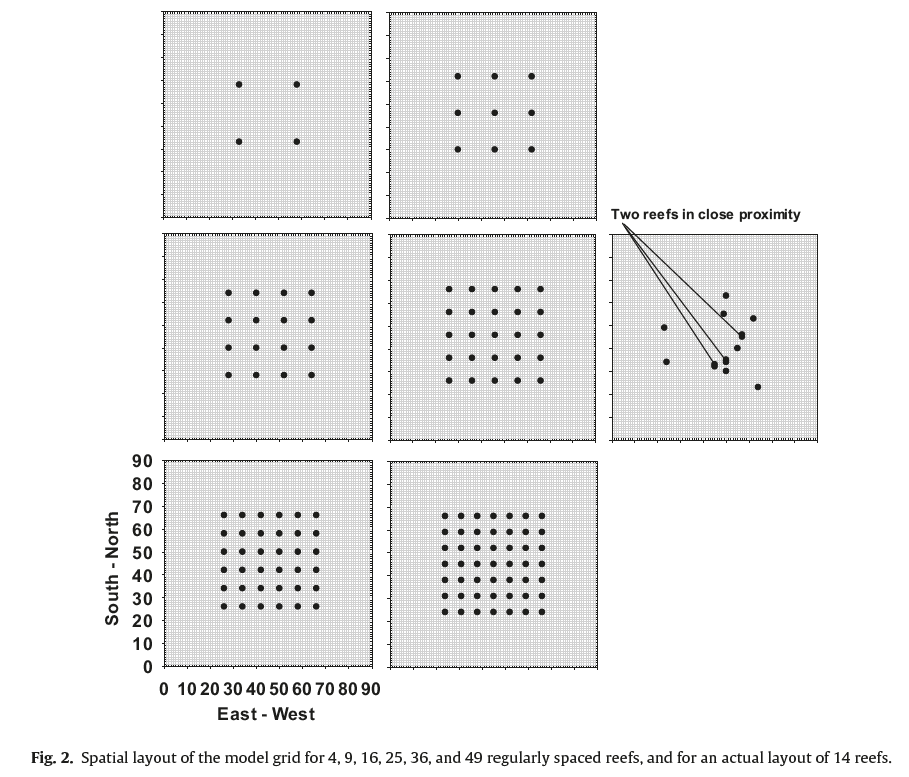 Two reefs in close proximity
90
80
70
60
50
40
30
20
10
0
South - North
0 10 20 30 40 50 60 70 80 90
East - West
Fig. 2. Spatial layout of the model grid for 4, 9, 16, 25, 36, and 49 regularly spaced reefs, and for an actual layout of 14 reefs.